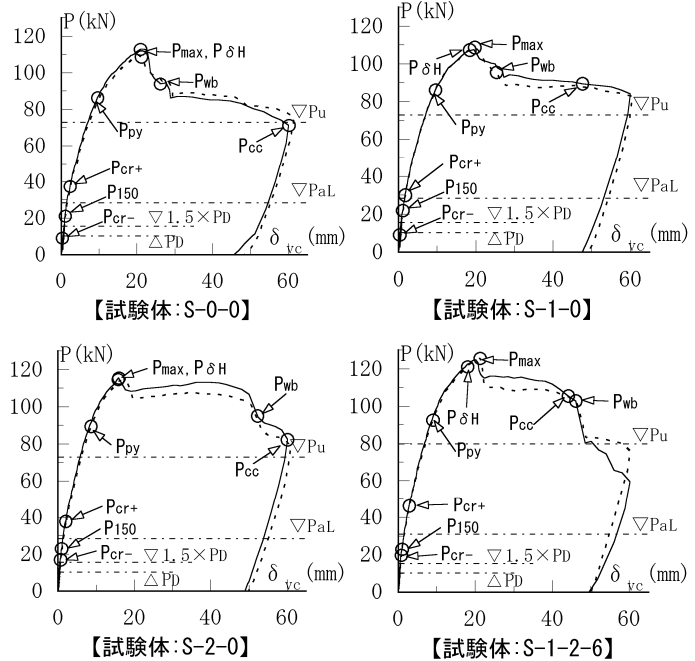 P(kN)
120
Pmax, PδH
100
Pwb
80
▽Pu
Ppy
Pcc
60
40
Pcr+
▽PaL
P150
20
Pcr− ▽1.5×PD
δvc(mm)
△PD
0
0 20 40 60
【試験体:S-0-0】
P(kN)
120
Pmax
PδH
100
Pwb
Pcc
80
▽Pu
Ppy
60
Pcr+
40
▽PaL
P150
20
Pcr− ▽1.5×PD
δvc(mm)
△PD
0
0 20 40 60
【試験体:S-1-0】
P(kN)
120
Pmax, PδH
100
Pwb
80
▽Pu
Ppy
Pcc
60
40
Pcr+
P150
▽PaL
20
Pcr− ▽1.5×PD
δvc(mm)
△PD
0
0 20 40 60
【試験体:S-2-0】
P(kN)
120
Pmax
PδH
100
Pcc
Pwb
80
▽Pu
Ppy
60
Pcr+
40
P150
▽PaL
20
Pcr− ▽1.5×PD
δvc(mm)
△PD
0
0 20 40 60
【試験体:S-1-2-6】